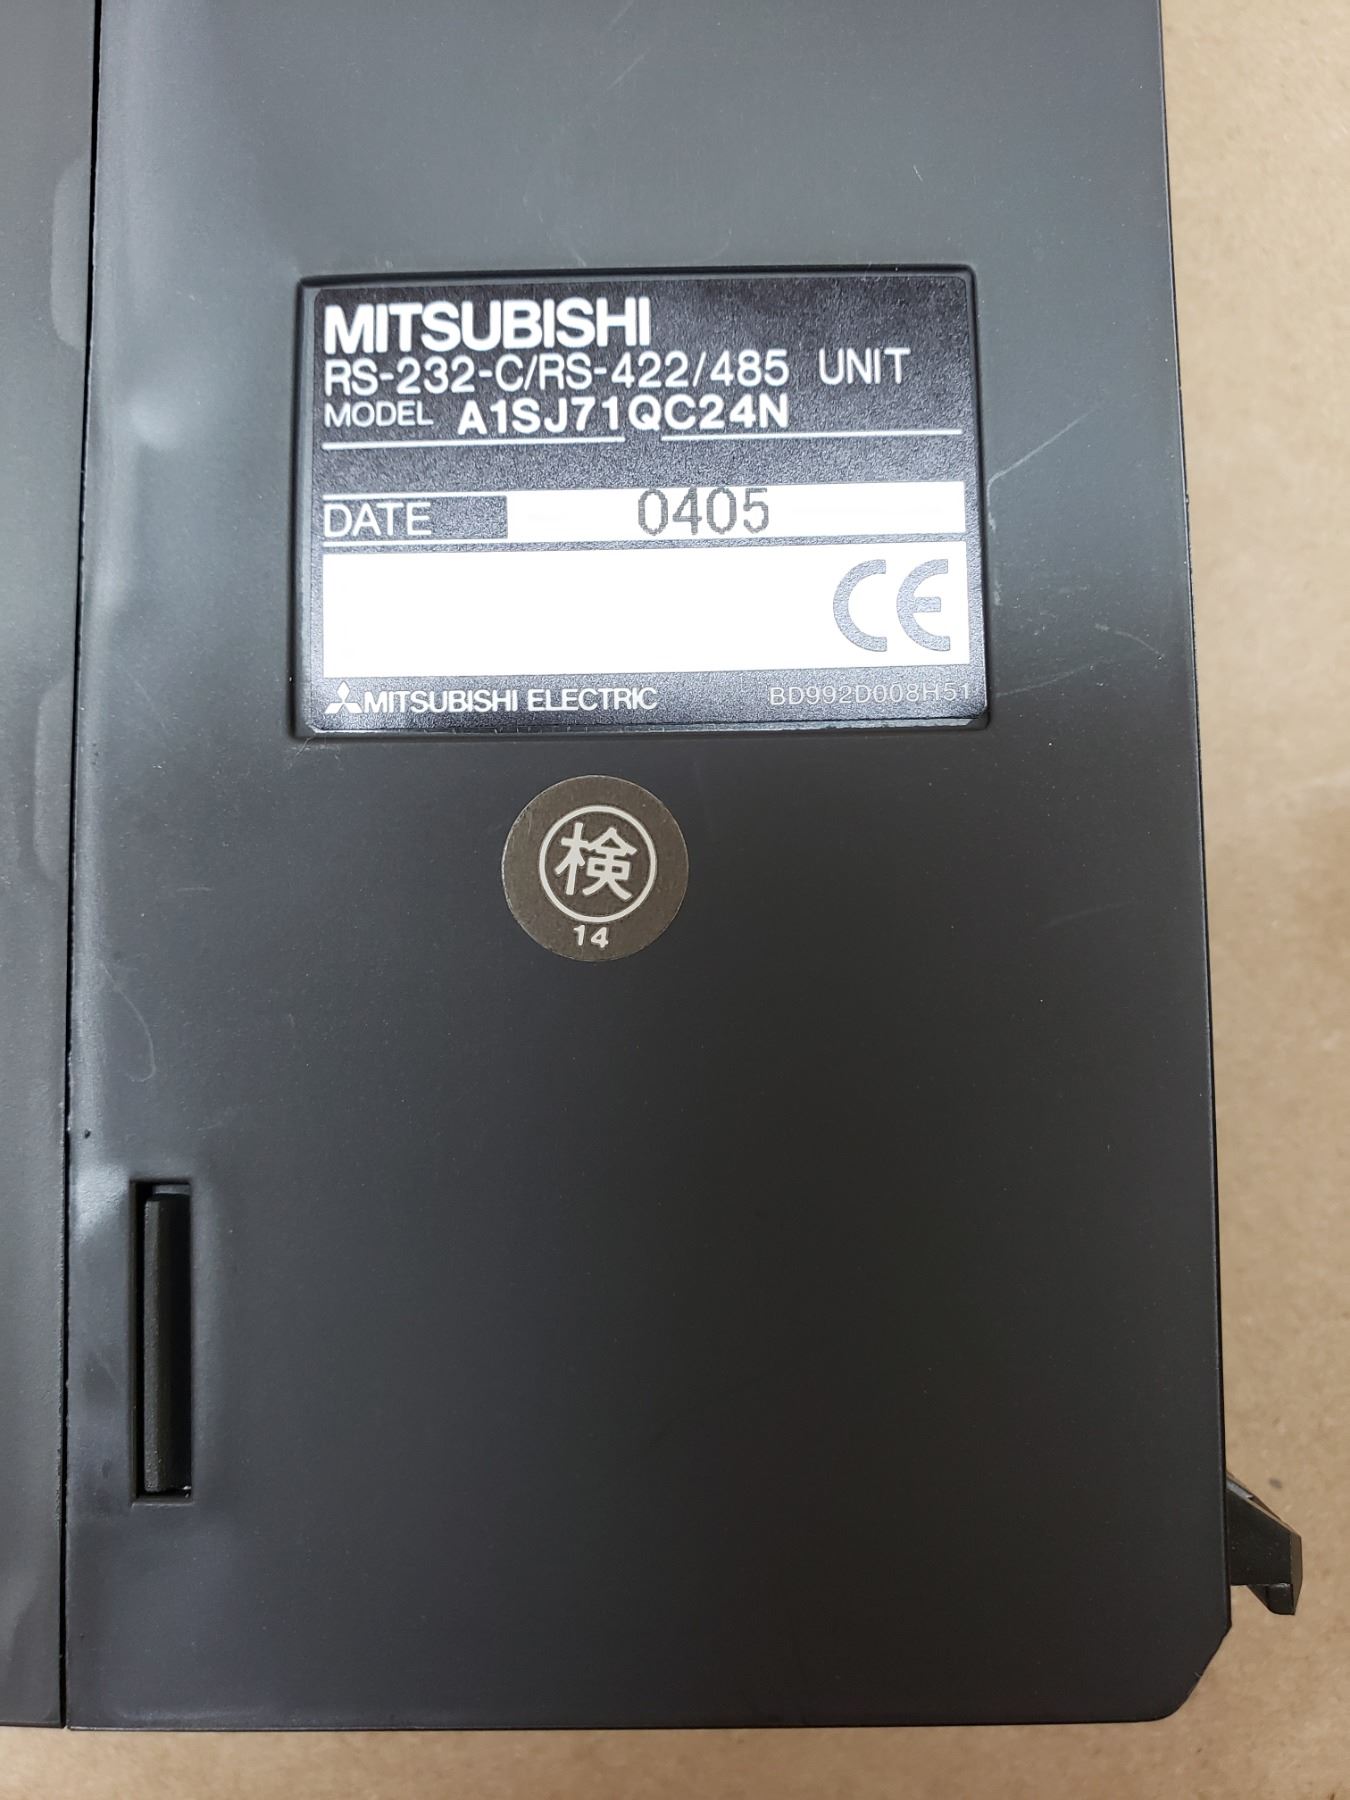 MITSUBISHI
RS-232-C/RS-422/485 UNIT
MODEL A1SJ71QC24N
DATE 0405
CE
MITSUBISHI ELECTRIC BD992D008H51
検
14